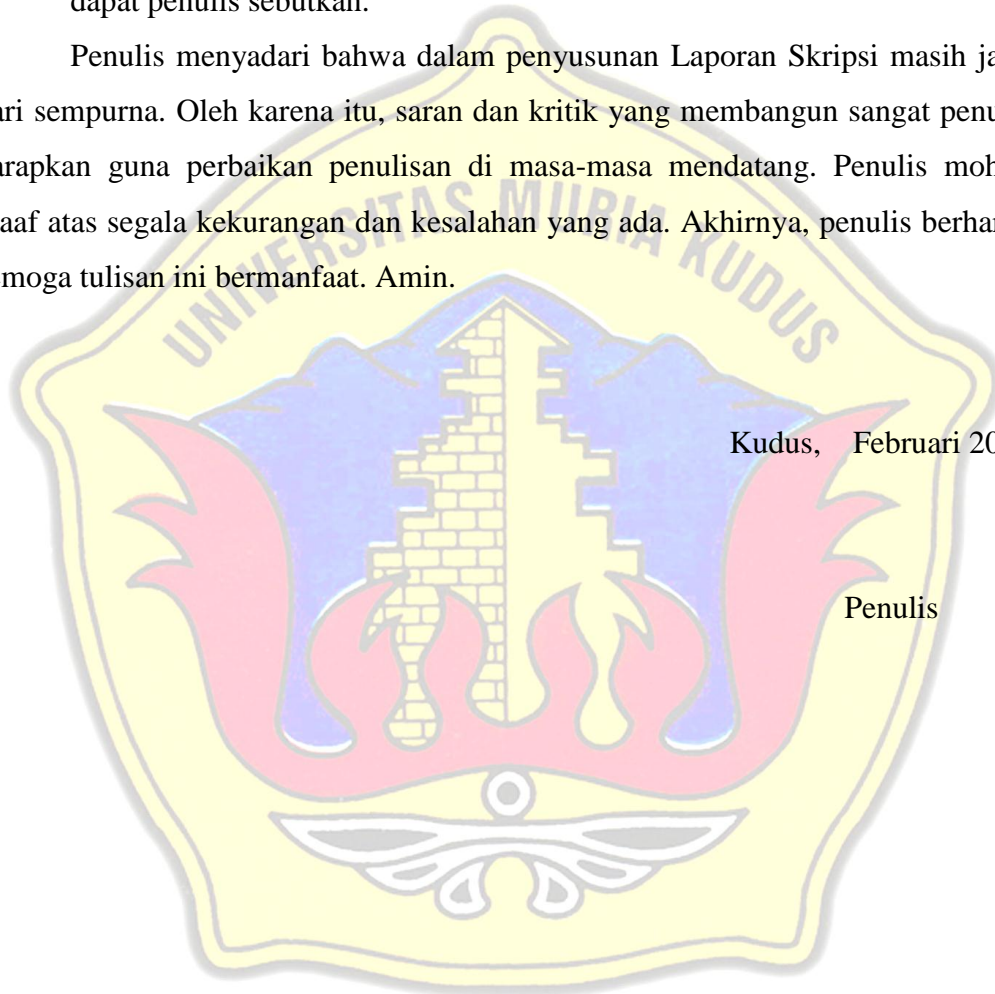 dapat penulis sebutkan.
Penulis menyadari bahwa dalam penyusunan Laporan Skripsi masih ja
ari sempurna. Oleh karena itu, saran dan kritik yang membangun sangat penu
arapkan guna perbaikan penulisan di masa-masa mendatang. Penulis moh
aaf atas segala kekurangan dan kesalahan yang ada. Akhirnya, penulis berhar
moga tulisan ini bermanfaat. Amin.
UNIVERSITAS MURIA KUDUS
Kudus, Februari 20
Penulis